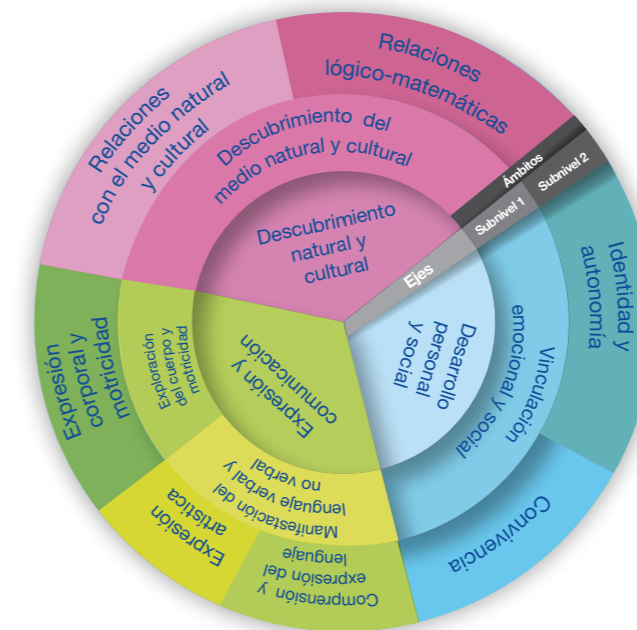 Relaciones
lógico-matemáticas
Relaciones
con el medio natural
y cultural
Descubrimiento del
medio natural y cultural
Descubrimiento
natural y
cultural
Ámbitos
Subnivel 2
Subnivel 1
Ejes
Identidad y
autonomía
Vinculación
emocional y social
Desarrollo
personal
y social
Convivencia
Expresión y
comunicación
Exploración
del cuerpo y
motricidad
Expresión
corporal y
motricidad
Manifestación del
lenguaje verbal y
no verbal
Expresión
artistica
Comprensión y
expresión del
lenguaje